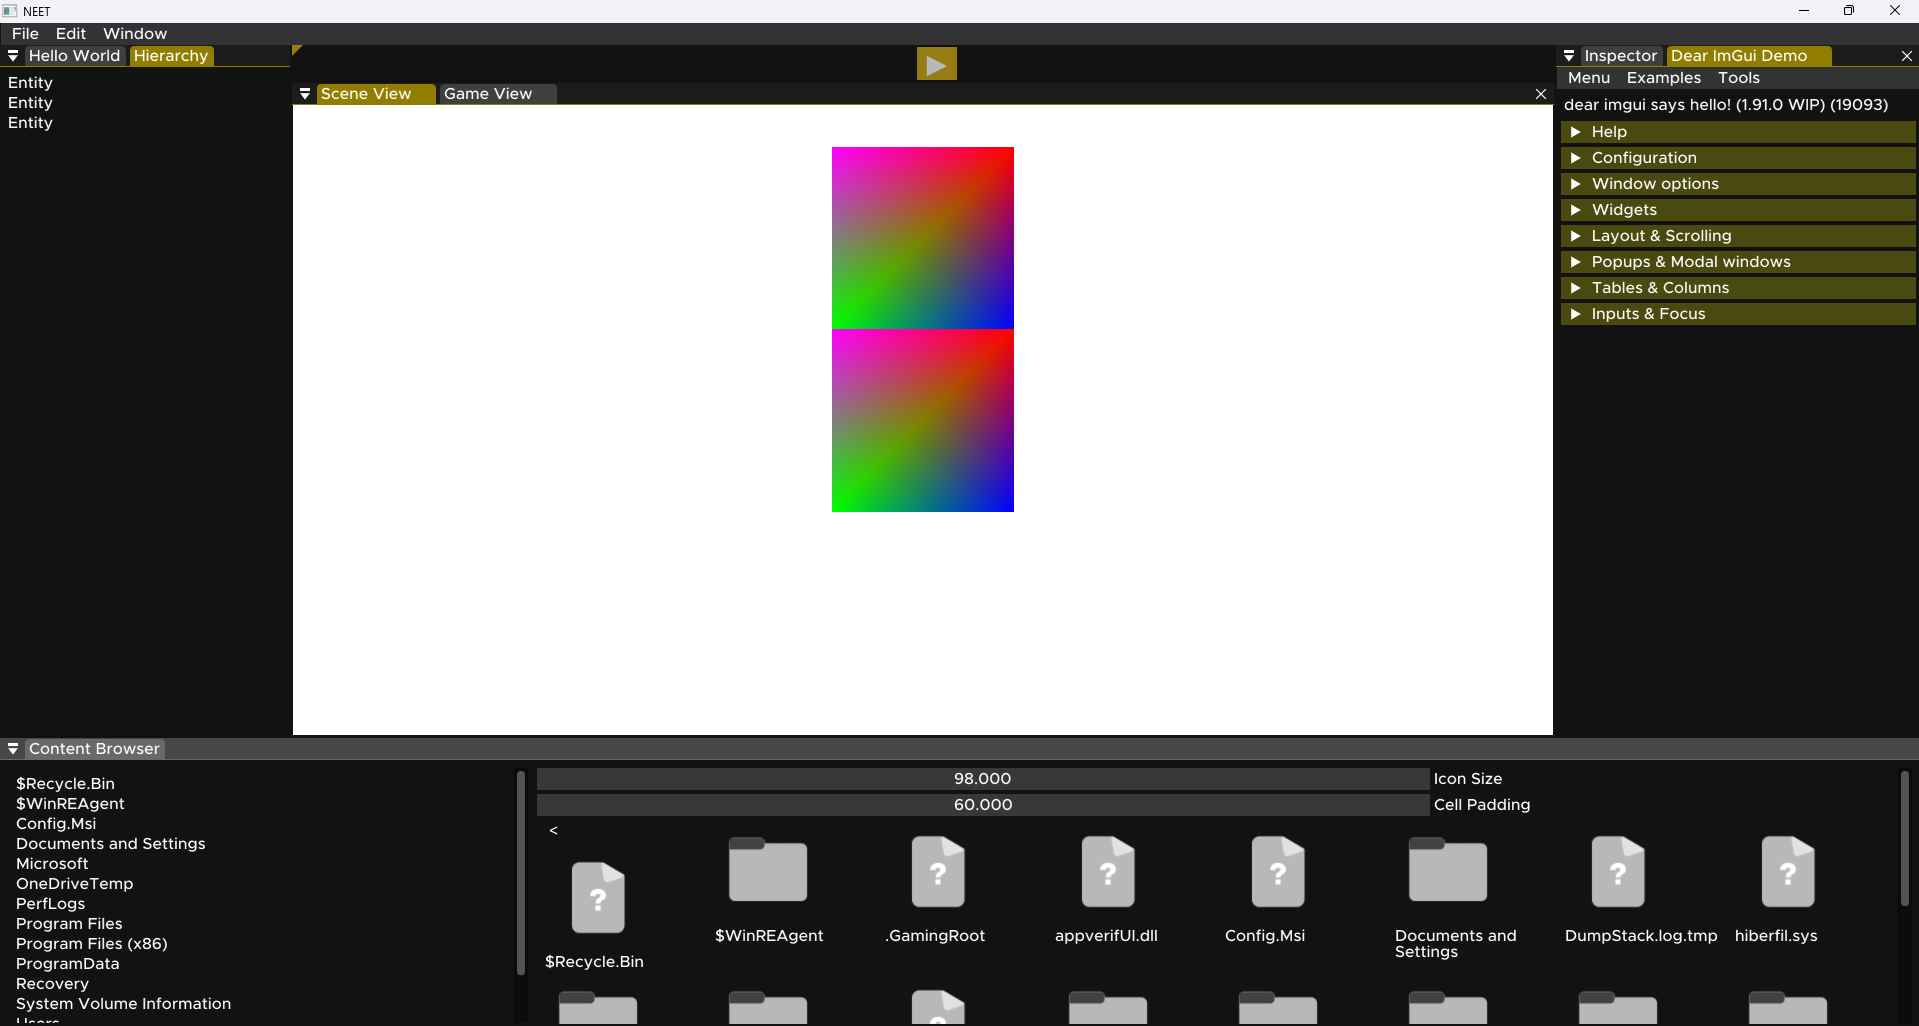 NEET
File Edit Window
Hello World Hierarchy
Entity
Entity
Entity
Scene View Game View
Inspector Dear ImGui Demo
Menu Examples Tools
dear imgui says hello! (1.91.0 WIP) (19093)
Help
Configuration
Window options
Widgets
Layout & Scrolling
Popups & Modal windows
Tables & Columns
Inputs & Focus
Content Browser
$Recycle.Bin
$WinREAgent
Config.Msi
Documents and Settings
Microsoft
OneDriveTemp
PerfLogs
Program Files
Program Files (x86)
ProgramData
Recovery
System Volume Information
Users
98.000 Icon Size
60.000 Cell Padding
<
$Recycle.Bin
$WinREAgent
.GamingRoot
appverifUI.dll
Config.Msi
Documents and
Settings
DumpStack.log.tmp
hiberfil.sys